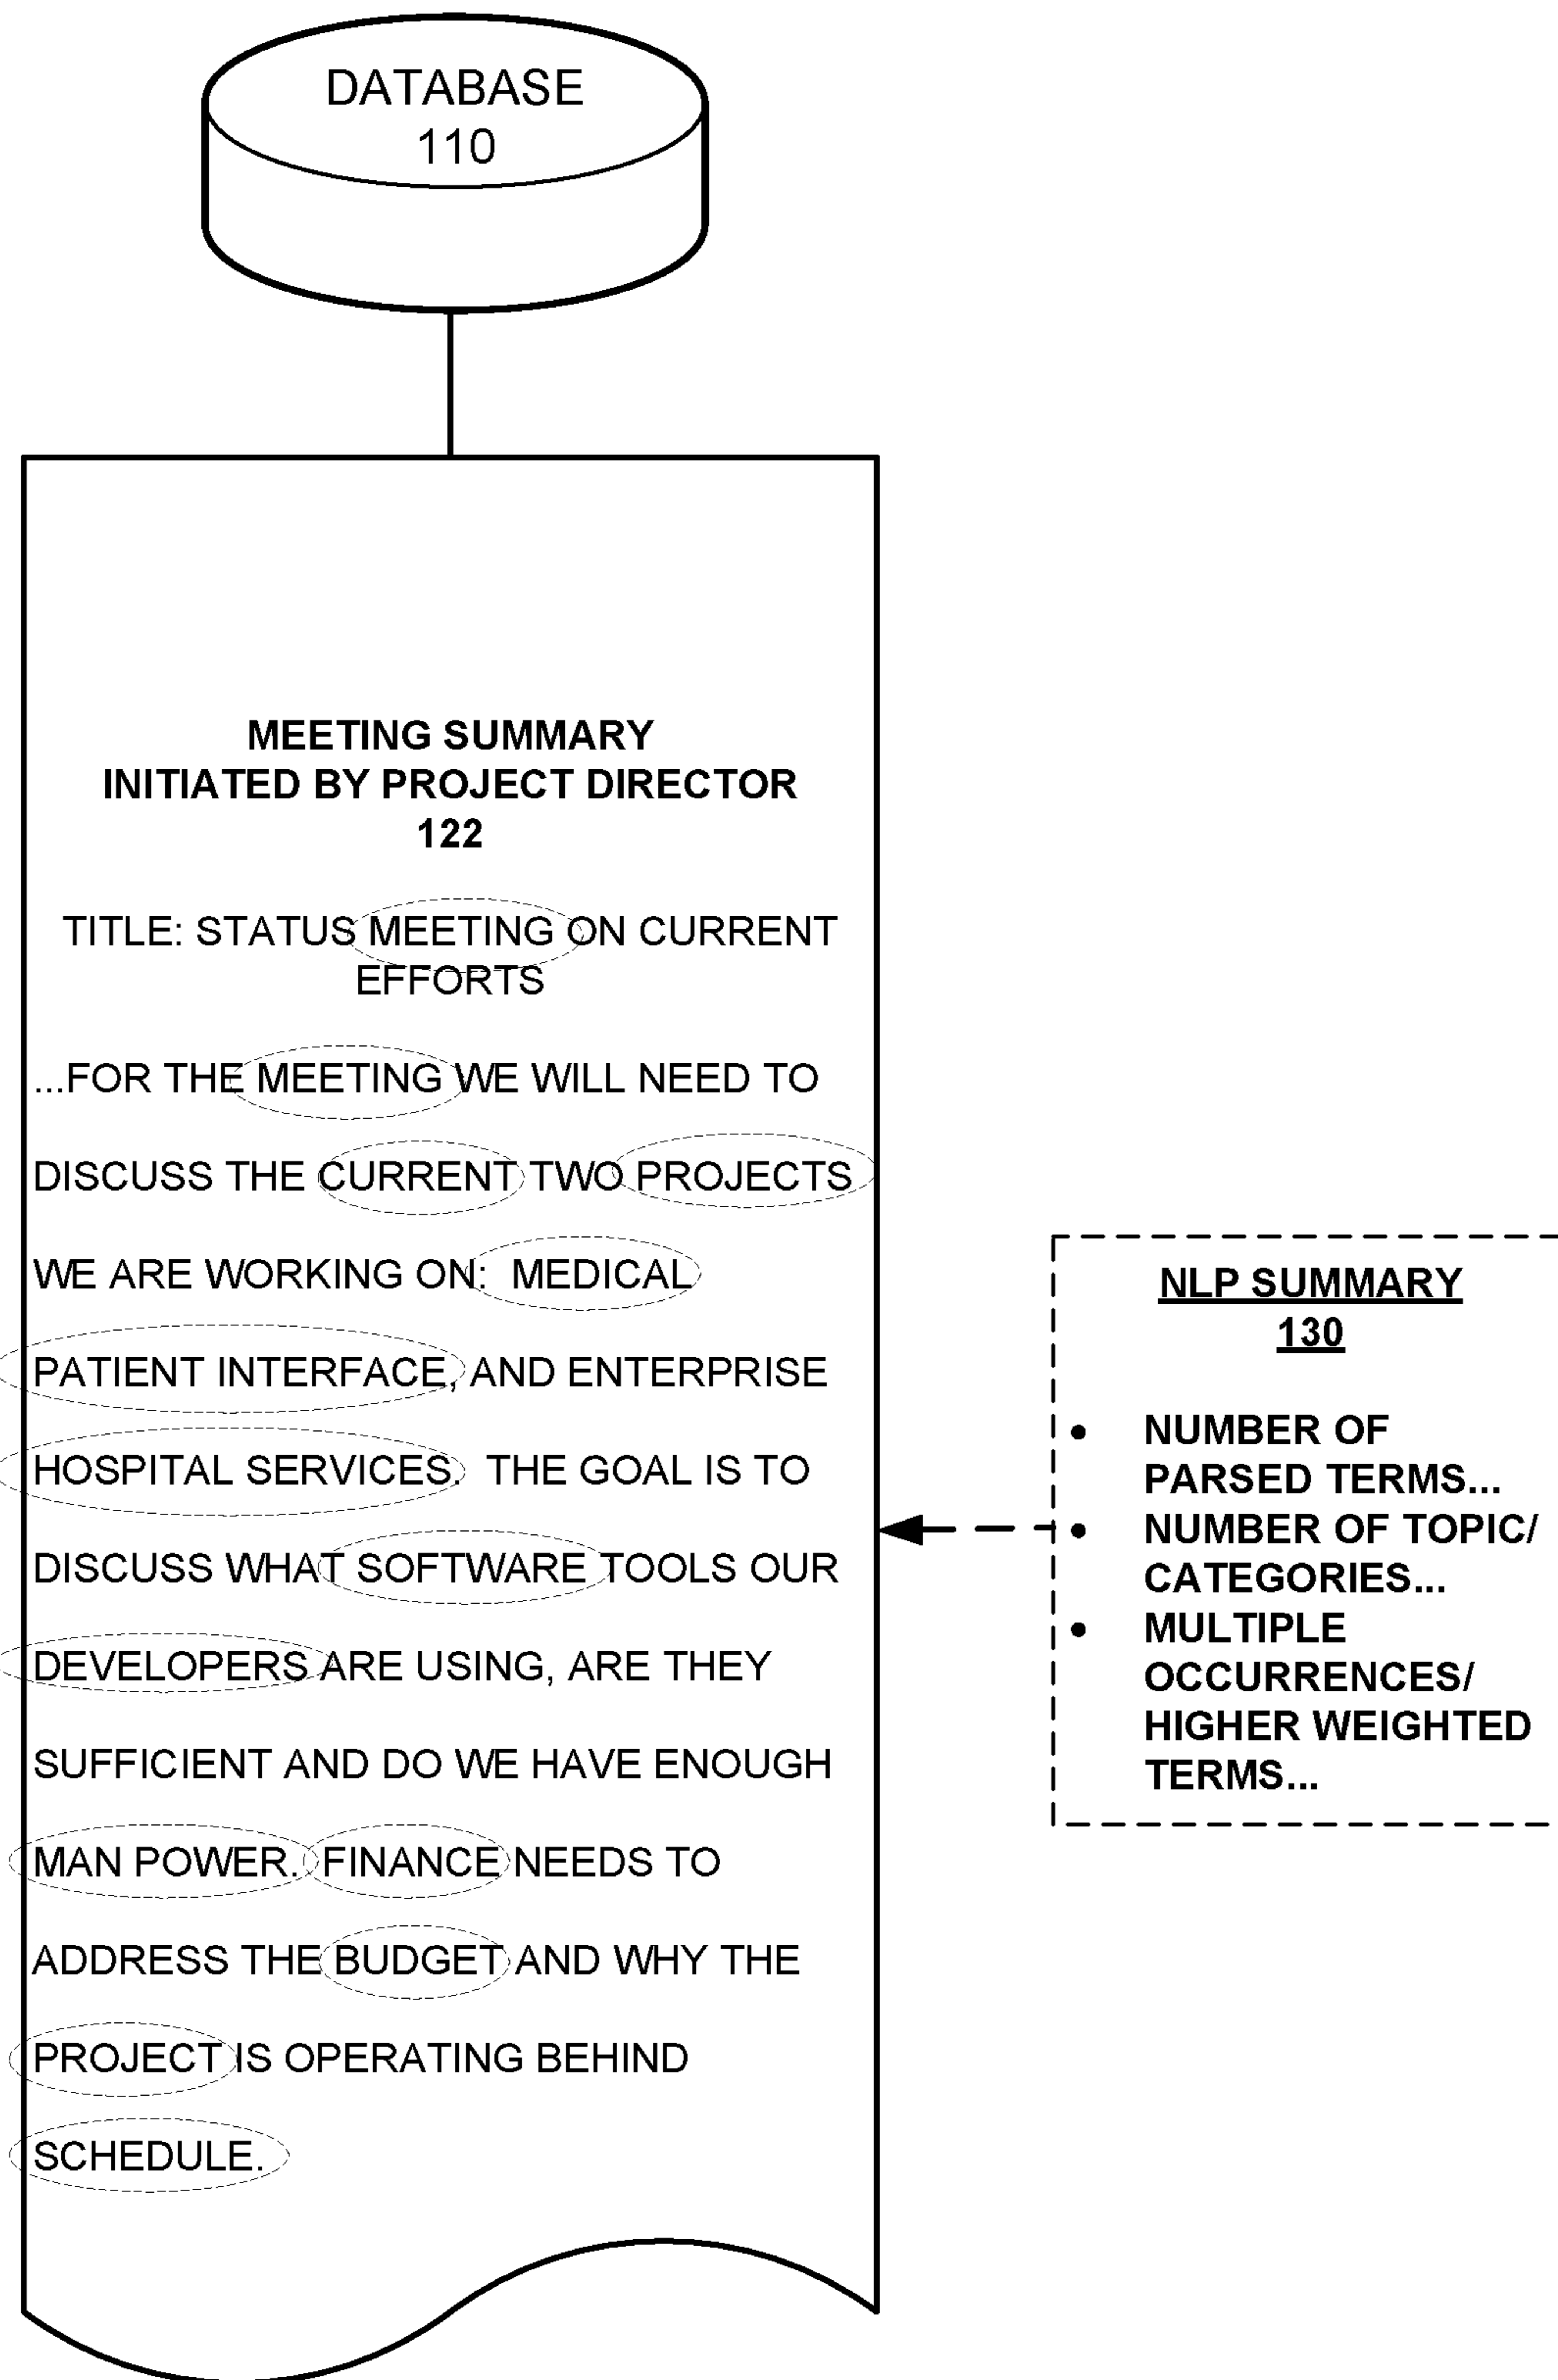 DATABASE
110
MEETING SUMMARY
INITIATED BY PROJECT DIRECTOR
122
TITLE: STATUS MEETING ON CURRENT
EFFORTS
...FOR THE MEETING WE WILL NEED TO
DISCUSS THE CURRENT TWO PROJECTS
WE ARE WORKING ON: MEDICAL
PATIENT INTERFACE, AND ENTERPRISE
HOSPITAL SERVICES. THE GOAL IS TO
DISCUSS WHAT SOFTWARE TOOLS OUR
DEVELOPERS ARE USING, ARE THEY
SUFFICIENT AND DO WE HAVE ENOUGH
MAN POWER. FINANCE NEEDS TO
ADDRESS THE BUDGET AND WHY THE
PROJECT IS OPERATING BEHIND
SCHEDULE.
NLP SUMMARY
130
• NUMBER OF
PARSED TERMS...
• NUMBER OF TOPIC/
CATEGORIES...
• MULTIPLE
OCCURRENCES/
HIGHER WEIGHTED
TERMS...